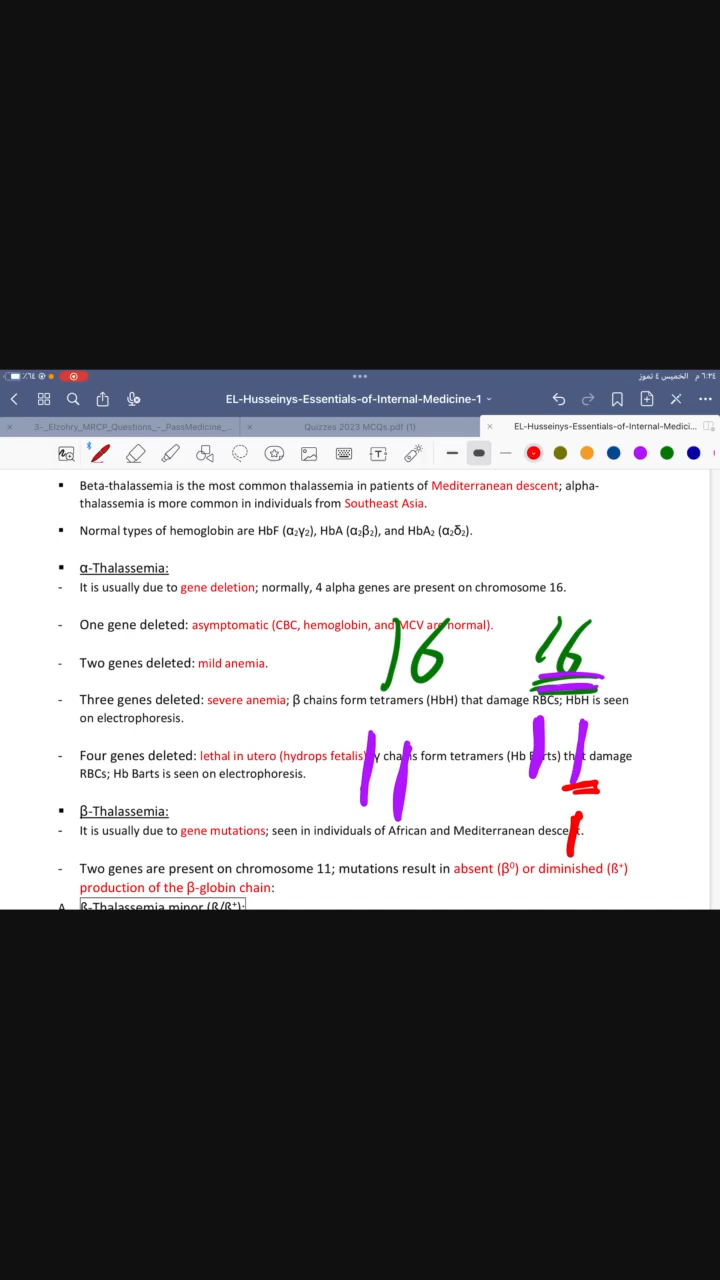 ٪٦٤
٦:٢٤ م الخميس ٤ تموز
EL-Husseinys-Essentials-of-Internal-Medicine-1
3-_Elzohry_MRCP_Questions_-_PassMedicine_...
Quizzes 2023 MCQs.pdf (1)
EL-Husseinys-Essentials-of-Internal-Medici...
▪ Beta-thalassemia is the most common thalassemia in patients of Mediterranean descent; alpha-
thalassemia is more common in individuals from Southeast Asia.
▪ Normal types of hemoglobin are HbF (α₂γ₂), HbA (α₂β₂), and HbA₂ (α₂δ₂).
▪ α-Thalassemia:
- It is usually due to gene deletion; normally, 4 alpha genes are present on chromosome 16.
- One gene deleted: asymptomatic (CBC, hemoglobin, and MCV are normal).
16 16
- Two genes deleted: mild anemia.
- Three genes deleted: severe anemia; β chains form tetramers (HbH) that damage RBCs; HbH is seen
on electrophoresis.
- Four genes deleted: lethal in utero (hydrops fetalis) γ chains form tetramers (Hb Barts) that damage
RBCs; Hb Barts is seen on electrophoresis.
▪ β-Thalassemia:
- It is usually due to gene mutations; seen in individuals of African and Mediterranean descent.
- Two genes are present on chromosome 11; mutations result in absent (β⁰) or diminished (ß⁺)
production of the β-globin chain:
A. ß-Thalassemia minor (ß/ß⁺):